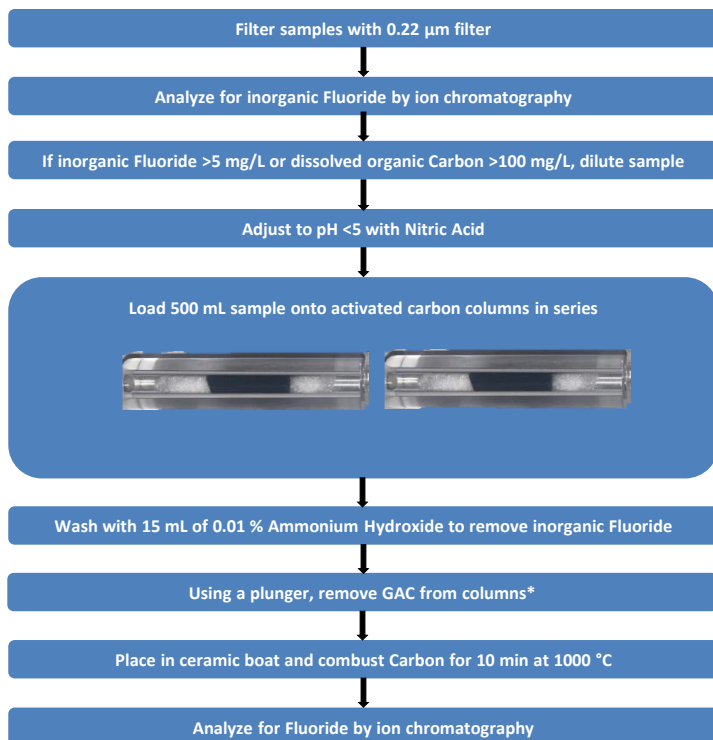 Filter samples with 0.22 µm filter
Analyze for inorganic Fluoride by ion chromatography
If inorganic Fluoride >5 mg/L or dissolved organic Carbon >100 mg/L, dilute sample
Adjust to pH <5 with Nitric Acid
Load 500 mL sample onto activated carbon columns in series
Wash with 15 mL of 0.01 % Ammonium Hydroxide to remove inorganic Fluoride
Using a plunger, remove GAC from columns*
Place in ceramic boat and combust Carbon for 10 min at 1000 °C
Analyze for Fluoride by ion chromatography